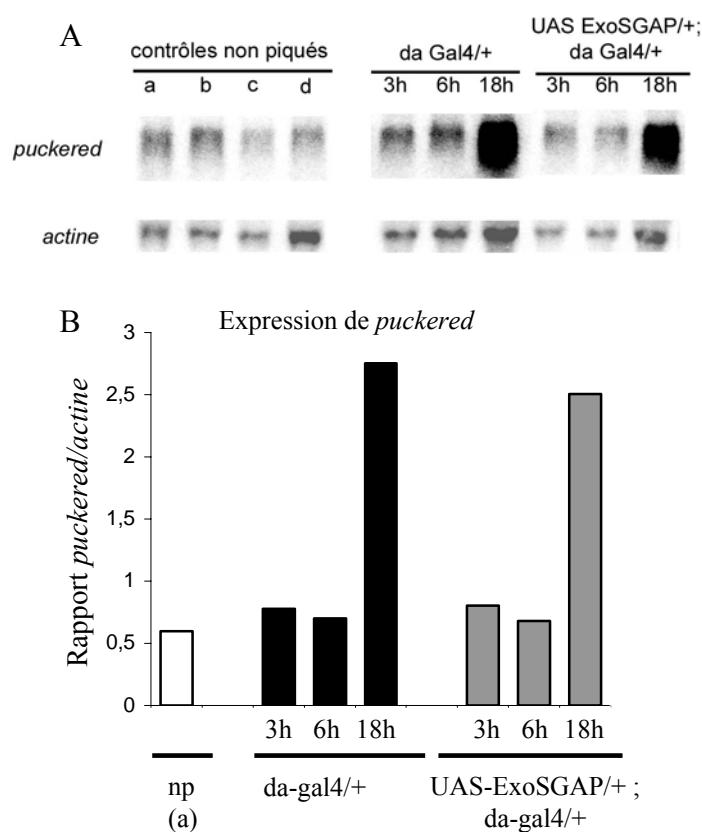 A
contrôles non piqués
a b c d
da Gal4/+
3h 6h 18h
UAS ExoSGAP/+;
da Gal4/+
3h 6h 18h
puckered
actine
B
Expression de puckered
Rapport puckered/actine
3
2,5
2
1,5
1
0,5
0
3h 6h 18h
3h 6h 18h
np
(a)
da-gal4/+
UAS-ExoSGAP/+ ;
da-gal4/+